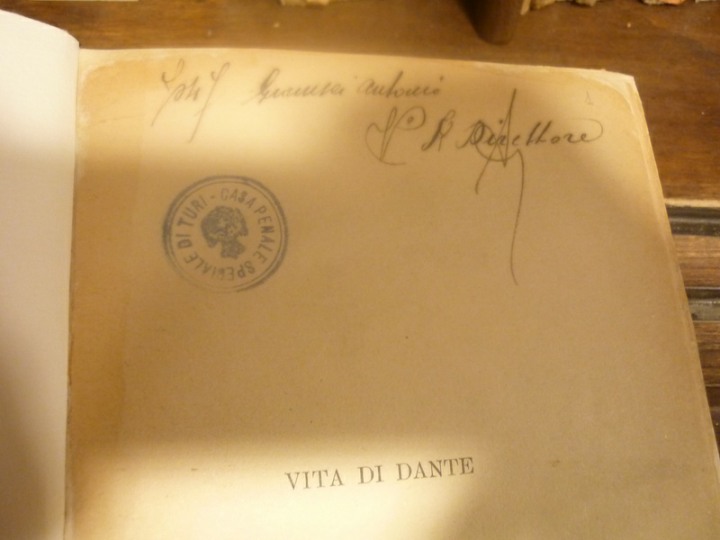 Gramsci Antonio
V° Il Direttore
CASA PENALE SPECIALE DI TURI -
VITA DI DANTE